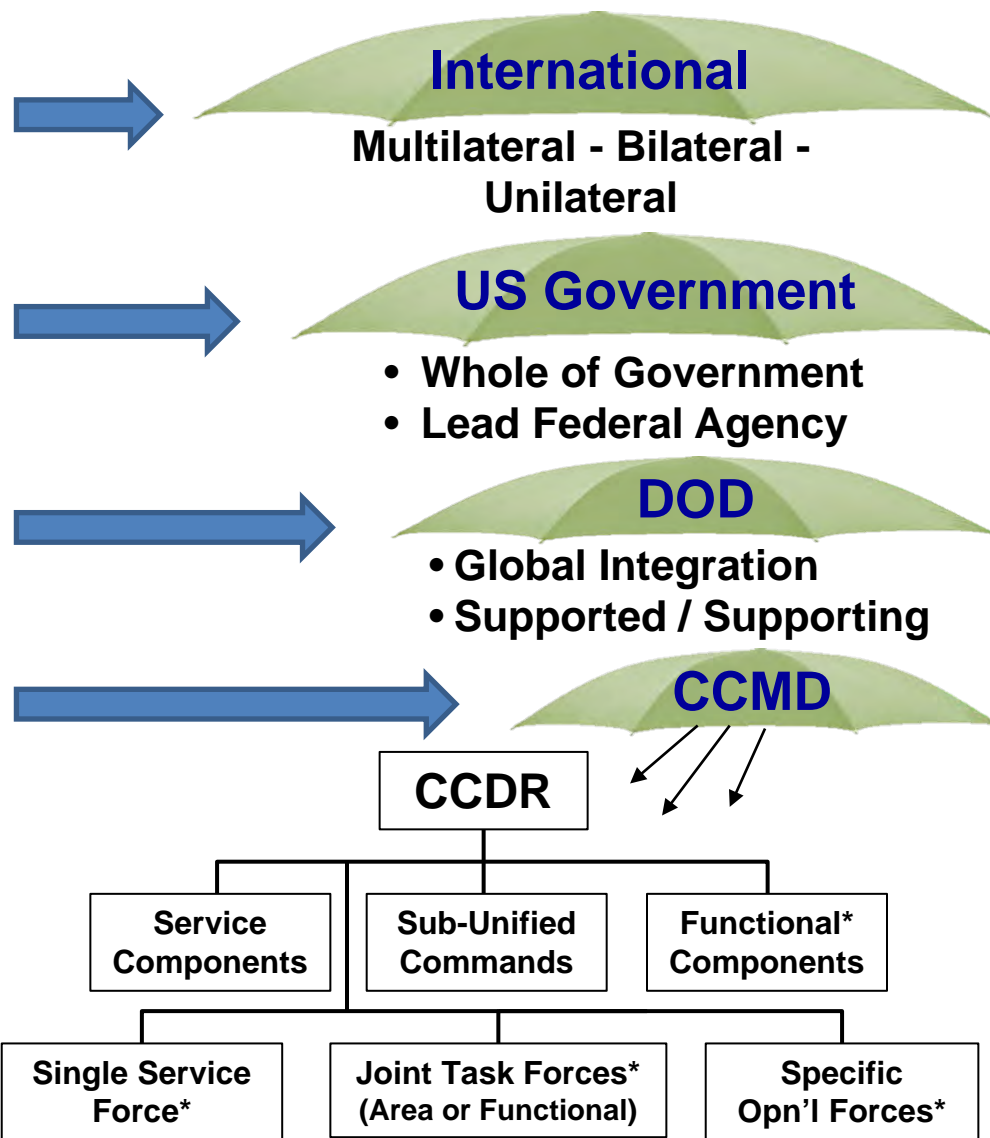 International
Multilateral - Bilateral -
Unilateral
US Government
• Whole of Government
• Lead Federal Agency
DOD
• Global Integration
• Supported / Supporting
CCMD
CCDR
Service
Components
Sub-Unified
Commands
Functional*
Components
Single Service
Force*
Joint Task Forces*
(Area or Functional)
Specific
Opn’l Forces*